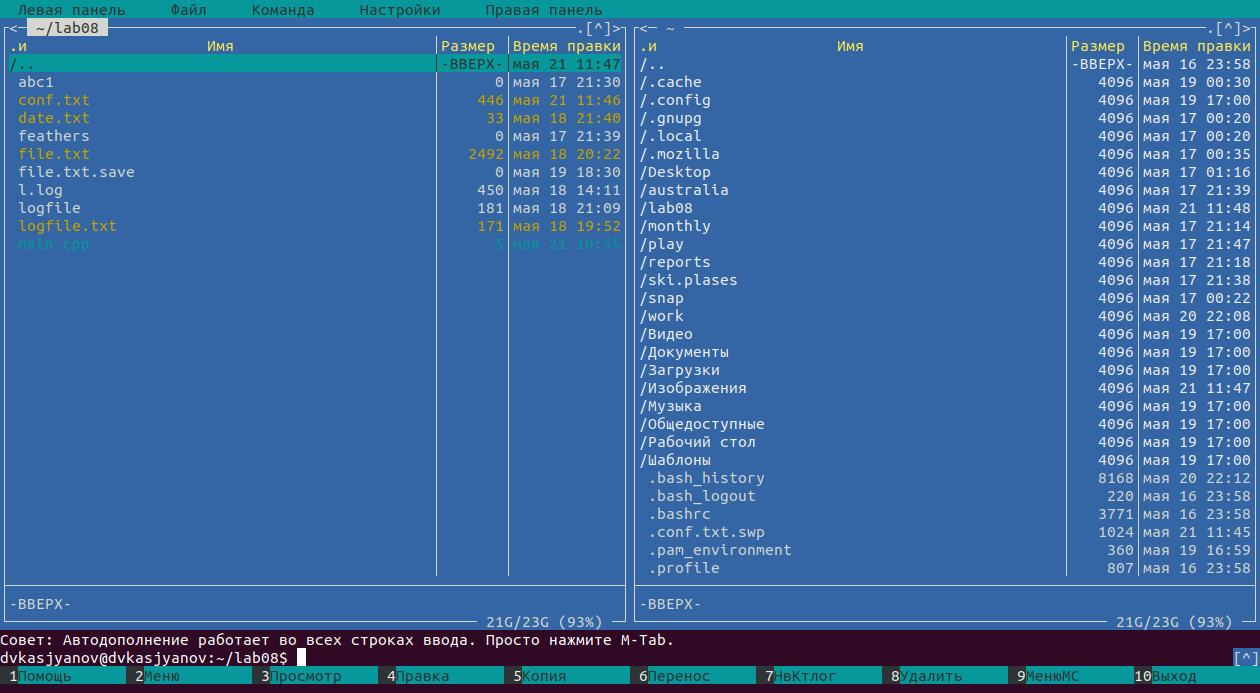 Левая панель Файл Команда Настройки Правая панель
<─ ~/lab08 .[^]> <─ ~ .[^]>
.и Имя Размер Время правки .и Имя Размер Время правки
/.. -ВВЕРХ- мая 21 11:47 /.. -ВВЕРХ- мая 16 23:58
abc1 0 мая 17 21:30 /.cache 4096 мая 19 00:30
conf.txt 446 мая 21 11:46 /.config 4096 мая 19 17:00
date.txt 33 мая 18 21:40 /.gnupg 4096 мая 17 00:20
feathers 0 мая 17 21:39 /.local 4096 мая 17 00:20
file.txt 2492 мая 18 20:22 /.mozilla 4096 мая 17 00:35
file.txt.save 0 мая 19 18:30 /Desktop 4096 мая 17 01:16
l.log 450 мая 18 14:11 /australia 4096 мая 17 21:39
logfile 181 мая 18 21:09 /lab08 4096 мая 21 11:48
logfile.txt 171 мая 18 19:52 /monthly 4096 мая 17 21:14
main.cpp 5 мая 21 10:55 /play 4096 мая 17 21:47
/reports 4096 мая 17 21:18
/ski.plases 4096 мая 17 21:38
/snap 4096 мая 17 00:22
/work 4096 мая 20 22:08
/Видео 4096 мая 19 17:00
/Документы 4096 мая 19 17:00
/Загрузки 4096 мая 19 17:00
/Изображения 4096 мая 21 11:47
/Музыка 4096 мая 19 17:00
/Общедоступные 4096 мая 19 17:00
/Рабочий стол 4096 мая 19 17:00
/Шаблоны 4096 мая 19 17:00
.bash_history 8168 мая 20 22:12
.bash_logout 220 мая 16 23:58
.bashrc 3771 мая 16 23:58
.conf.txt.swp 1024 мая 21 11:45
.pam_environment 360 мая 19 16:59
.profile 807 мая 16 23:58
-ВВЕРХ- -ВВЕРХ-
21G/23G (93%) 21G/23G (93%)
Совет: Автодополнение работает во всех строках ввода. Просто нажмите M-Tab.
dvkasjyanov@dvkasjyanov:~/lab08$ [^]
1Помощь 2Меню 3Просмотр 4Правка 5Копия 6Перенос 7НвКтлог 8Удалить 9МенюMC 10Выход